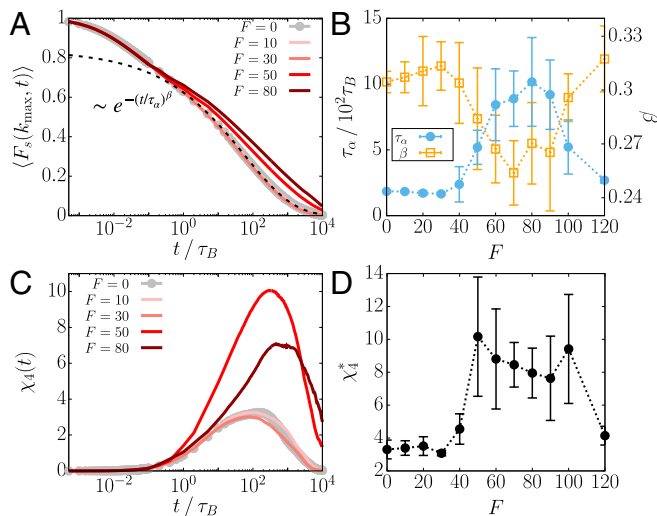 A
⟨F_s(k_max, t)⟩
1
0.8
0.6
0.4
0.2
0
10^−2
10^0
10^2
10^4
t / τ_B
F = 0
F = 10
F = 30
F = 50
F = 80
∼ e^−(t/τ_α)^β
B
τ_α / 10^2 τ_B
15
10
5
0
0.33
0.3
0.27
0.24
β
τ_α
β
0 20 40 60 80 100 120
F
C
χ_4(t)
10
8
6
4
2
0
10^−2
10^0
10^2
10^4
t / τ_B
F = 0
F = 10
F = 30
F = 50
F = 80
D
χ_4^*
14
12
10
8
6
4
2
0 20 40 60 80 100 120
F